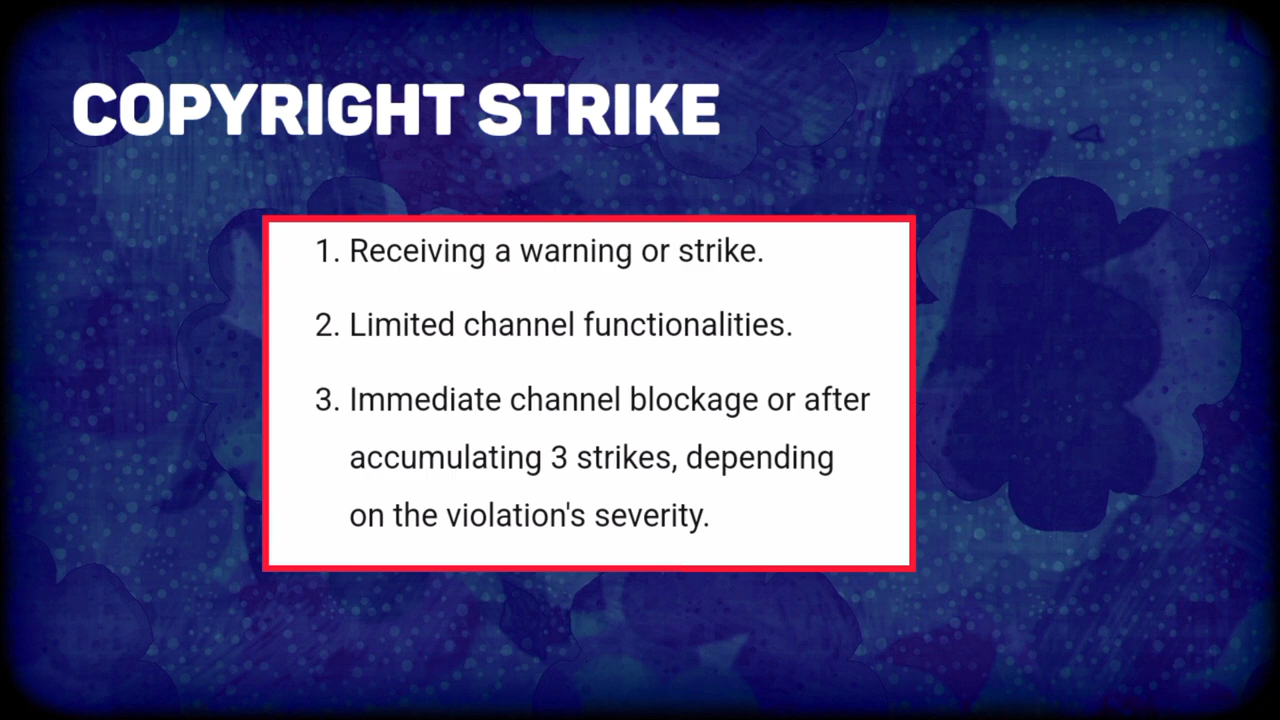 COPYRIGHT STRIKE
1. Receiving a warning or strike.
2. Limited channel functionalities.
3. Immediate channel blockage or after
accumulating 3 strikes, depending
on the violation's severity.